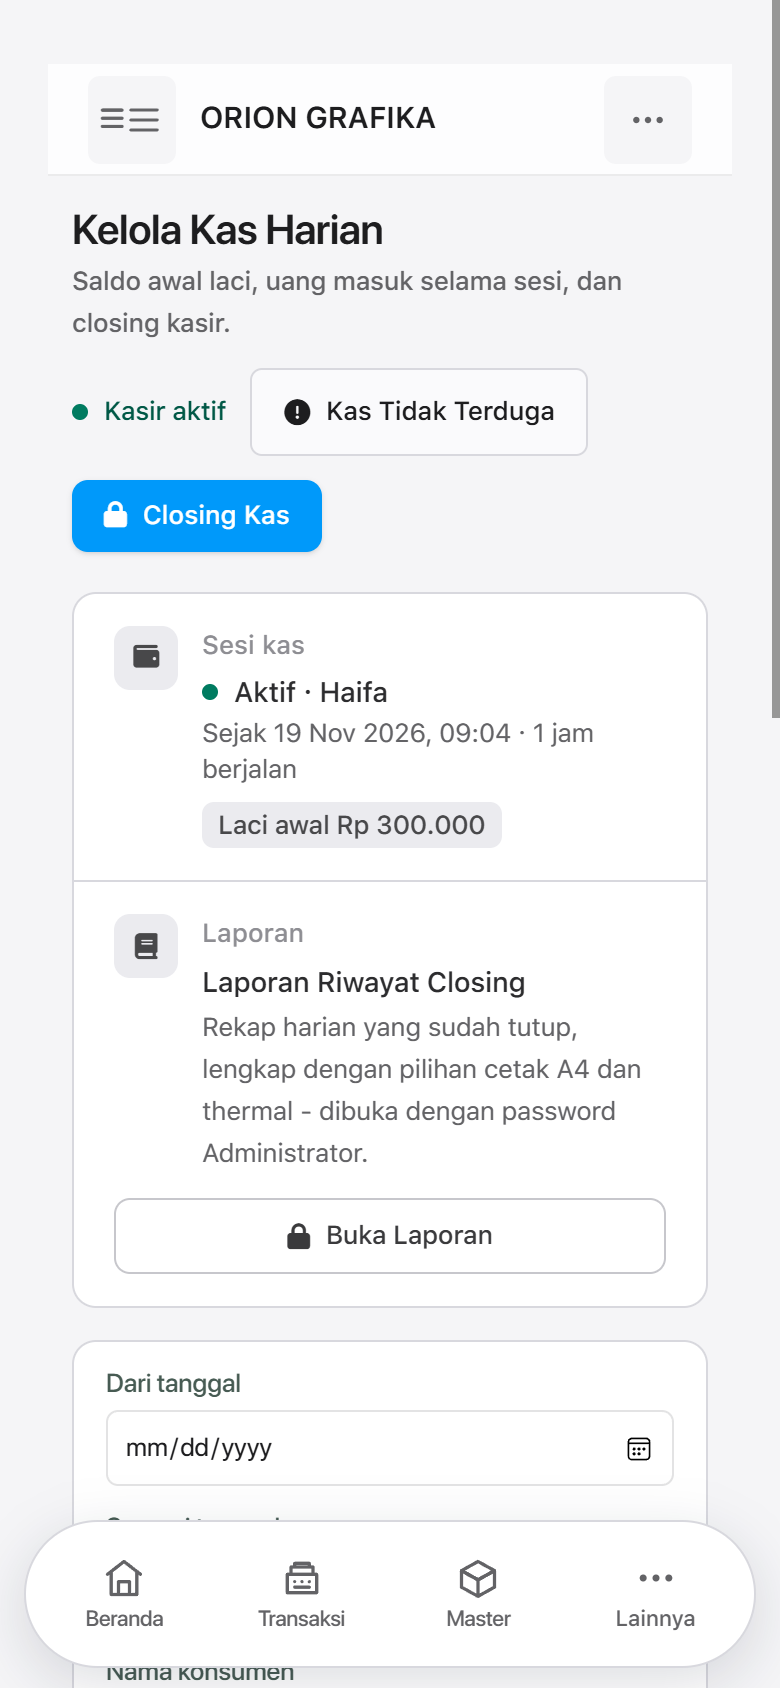 ORION GRAFIKA
Kelola Kas Harian
Saldo awal laci, uang masuk selama sesi, dan
closing kasir.
Kasir aktif
Kas Tidak Terduga
Closing Kas
Sesi kas
Aktif · Haifa
Sejak 19 Nov 2026, 09:04 · 1 jam
berjalan
Laci awal Rp 300.000
Laporan
Laporan Riwayat Closing
Rekap harian yang sudah tutup,
lengkap dengan pilihan cetak A4 dan
thermal - dibuka dengan password
Administrator.
Buka Laporan
Dari tanggal
mm/dd/yyyy
Beranda
Transaksi
Master
Lainnya
Nama konsumen